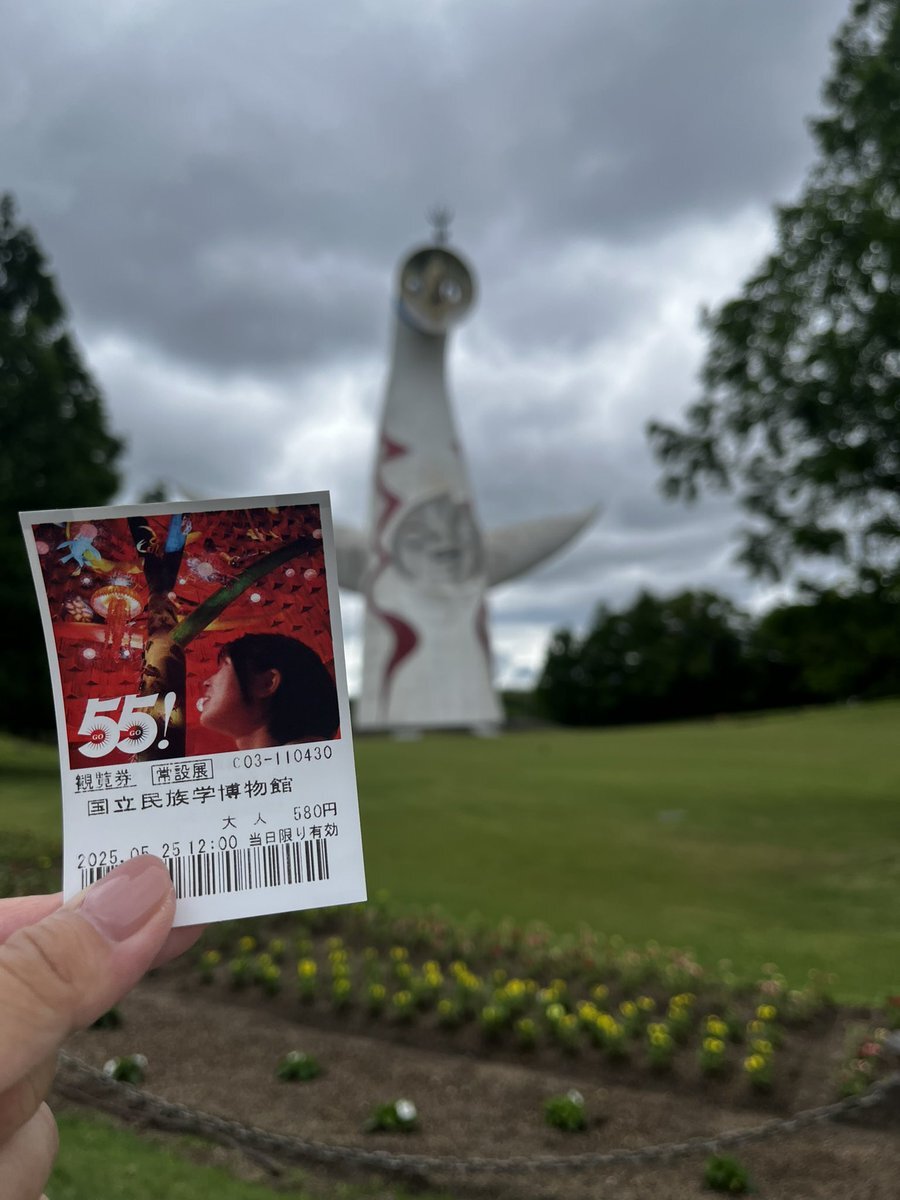 55!
GO GO
観覧券 常設展 C03-110430
国立民族学博物館
大人 580円
2025.05.25 12:00 当日限り有効